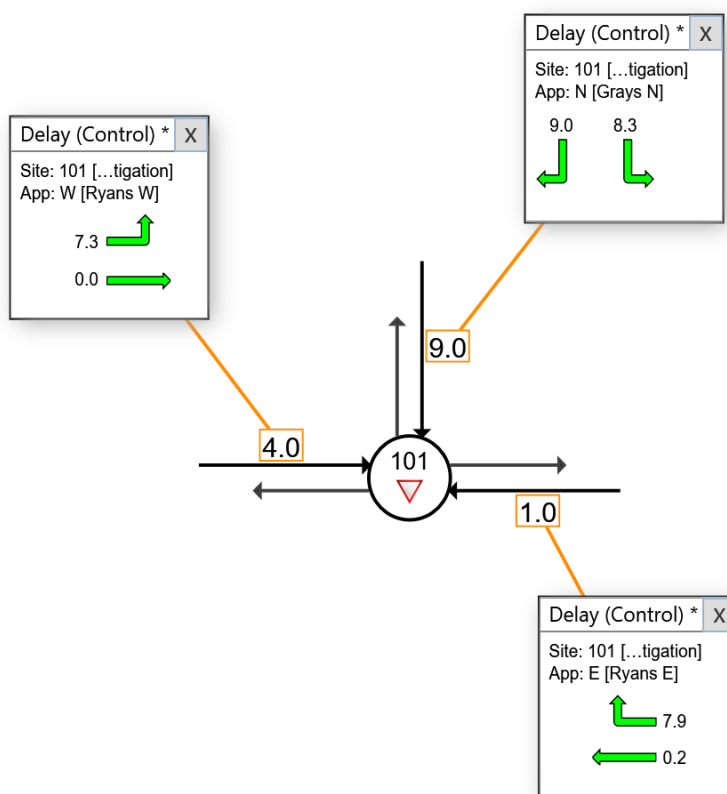 Delay (Control) * X
Site: 101 [...tigation]
App: N [Grays N]
9.0 8.3
Delay (Control) * X
Site: 101 [...tigation]
App: W [Ryans W]
7.3
0.0
9.0
4.0
101
1.0
Delay (Control) * X
Site: 101 [...tigation]
App: E [Ryans E]
7.9
0.2